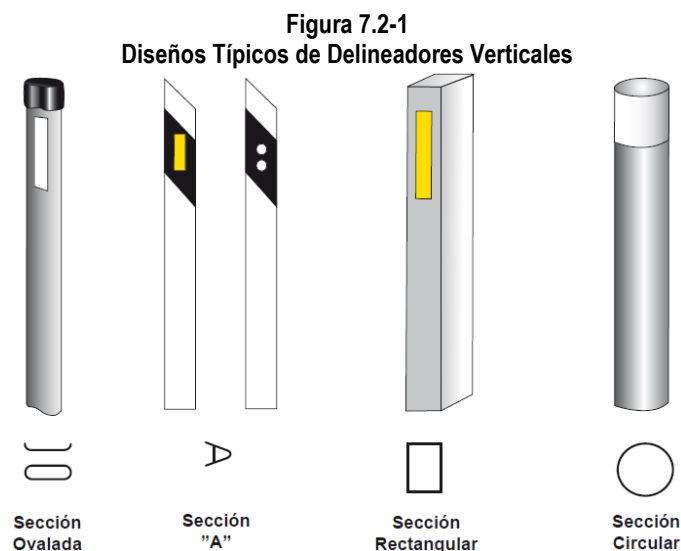 Figura 7.2-1
Diseños Típicos de Delineadores Verticales
Sección
Ovalada
Sección
”A”
Sección
Rectangular
Sección
Circular